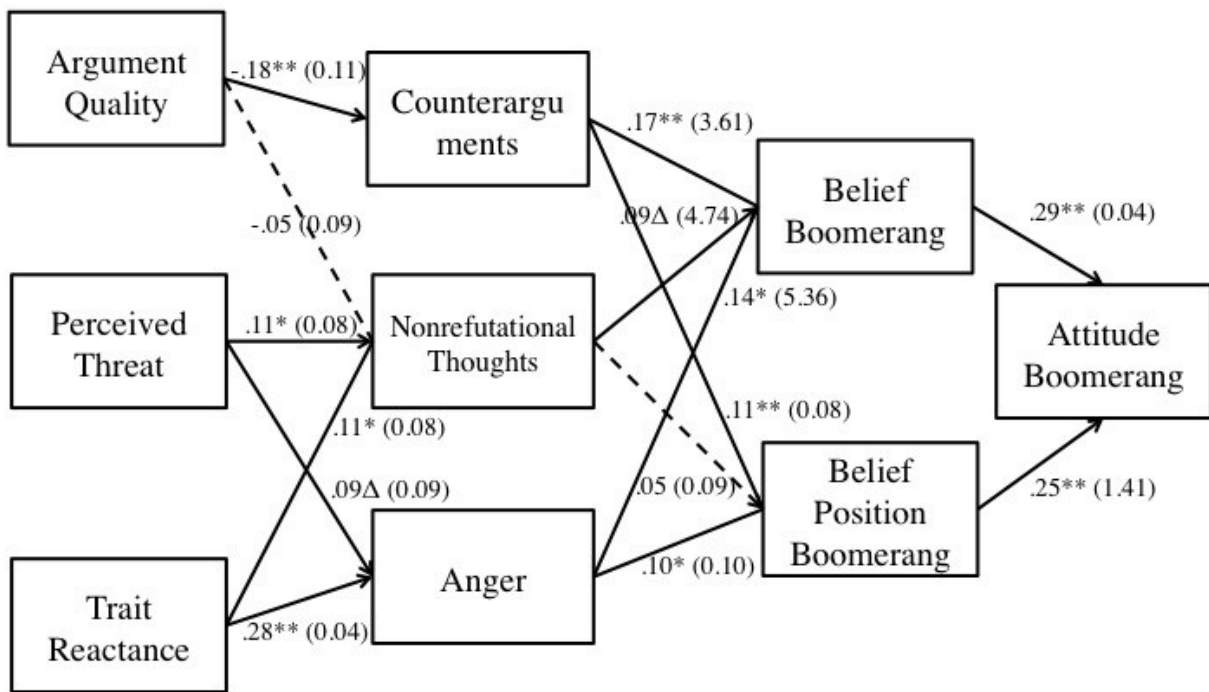 Argument
Quality
-.18** (0.11)
Counterargu
ments
.17** (3.61)
Belief
Boomerang
.29** (0.04)
-.05 (0.09)
.09Δ (4.74)
Perceived
Threat
.11* (0.08)
Nonrefutational
Thoughts
.14* (5.36)
Attitude
Boomerang
.11* (0.08)
.11** (0.08)
.09Δ (0.09)
.05 (0.09)
Belief
Position
Boomerang
.25** (1.41)
Trait
Reactance
.28** (0.04)
Anger
.10* (0.10)